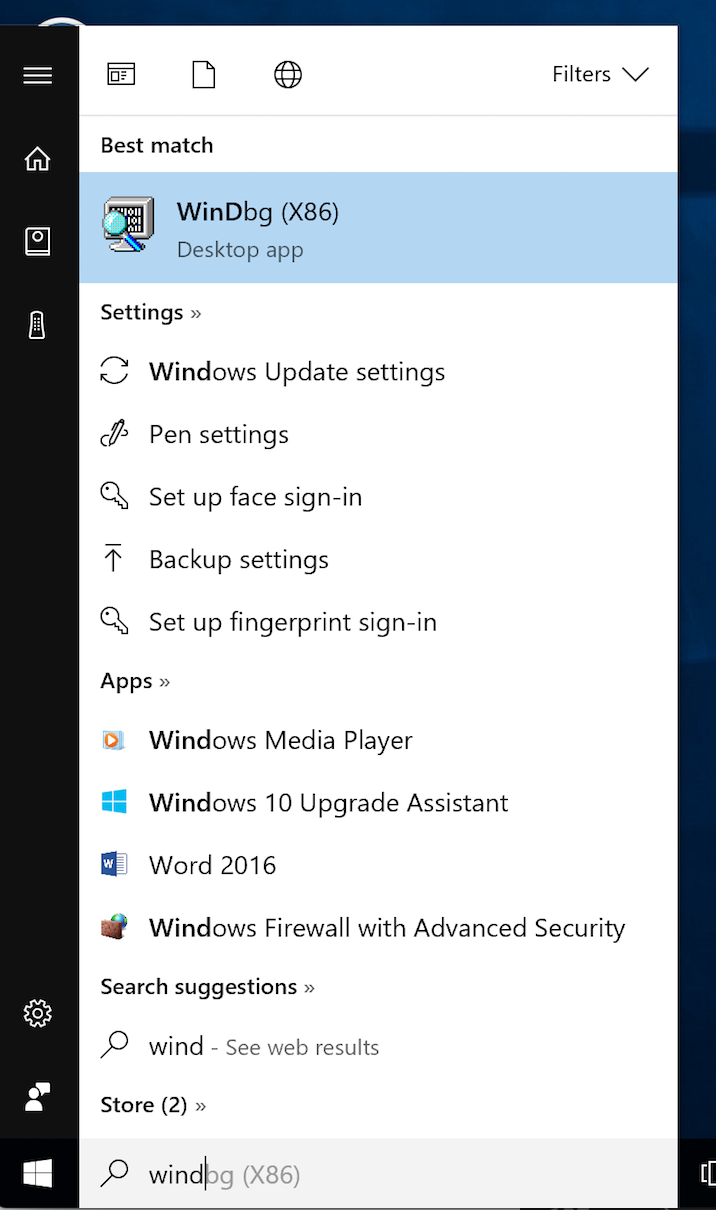 Filters
Best match
WinDbg (X86)
Desktop app
Settings »
Windows Update settings
Pen settings
Set up face sign-in
Backup settings
Set up fingerprint sign-in
Apps »
Windows Media Player
Windows 10 Upgrade Assistant
Word 2016
Windows Firewall with Advanced Security
Search suggestions »
wind - See web results
Store (2) »
windbg (X86)